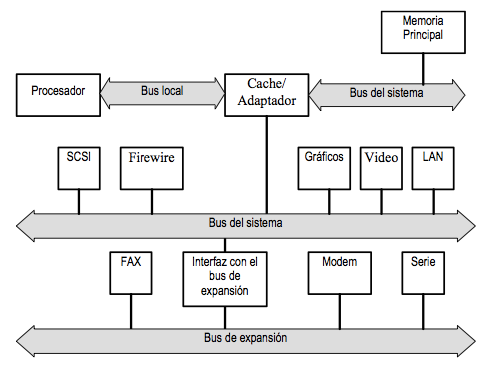 Memoria
Principal
Procesador
Bus local
Cache/
Adaptador
Bus del sistema
SCSI
Firewire
Gráficos
Video
LAN
Bus del sistema
FAX
Interfaz con el
bus de
expansión
Modem
Serie
Bus de expansión